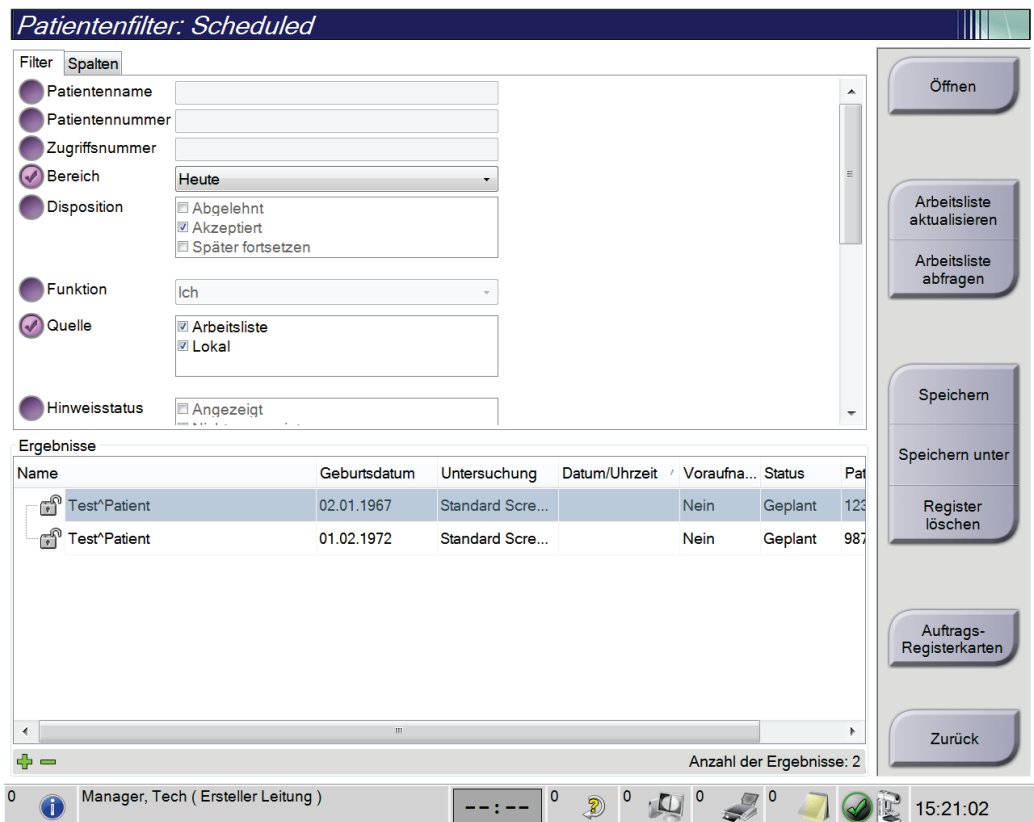 Patientenfilter: Scheduled
Filter Spalten
Patientenname
Patientennummer
Zugriffsnummer
Bereich Heute
Disposition Abgelehnt
Akzeptiert
Später fortsetzen
Funktion Ich
Quelle Arbeitsliste
Lokal
Hinweisstatus Angezeigt
Ergebnisse
Name Geburtsdatum Untersuchung Datum/Uhrzeit Voraufna... Status Pat
Test^Patient 02.01.1967 Standard Scre... Nein Geplant 123
Test^Patient 01.02.1972 Standard Scre... Nein Geplant 987
Anzahl der Ergebnisse: 2
Öffnen
Arbeitsliste
aktualisieren
Arbeitsliste
abfragen
Speichern
Speichern unter
Register
löschen
Auftrags-
Registerkarten
Zurück
0 Manager, Tech ( Ersteller Leitung ) --:-- 0 0 0 0 15:21:02